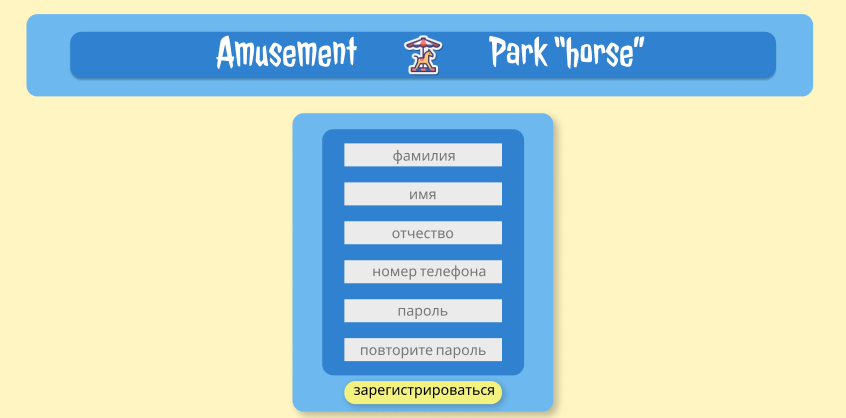 Amusement Park "horse"
фамилия
имя
отчество
номер телефона
пароль
повторите пароль
зарегистрироваться